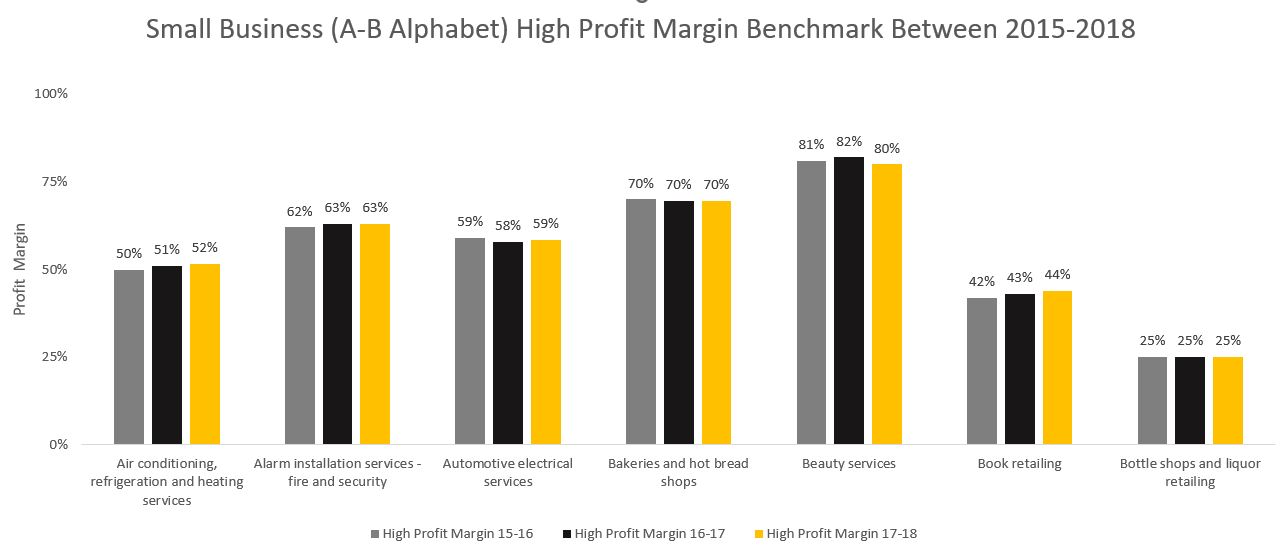 Small Business (A-B Alphabet) High Profit Margin Benchmark Between 2015-2018
100%
75%
50%
25%
0%
Profit Margin
50% 51% 52%
62% 63% 63%
59% 58% 59%
70% 70% 70%
81% 82% 80%
42% 43% 44%
25% 25% 25%
Air conditioning,
refrigeration and heating
services
Alarm installation services -
fire and security
Automotive electrical
services
Bakeries and hot bread
shops
Beauty services
Book retailing
Bottle shops and liquor
retailing
High Profit Margin 15-16 High Profit Margin 16-17 High Profit Margin 17-18